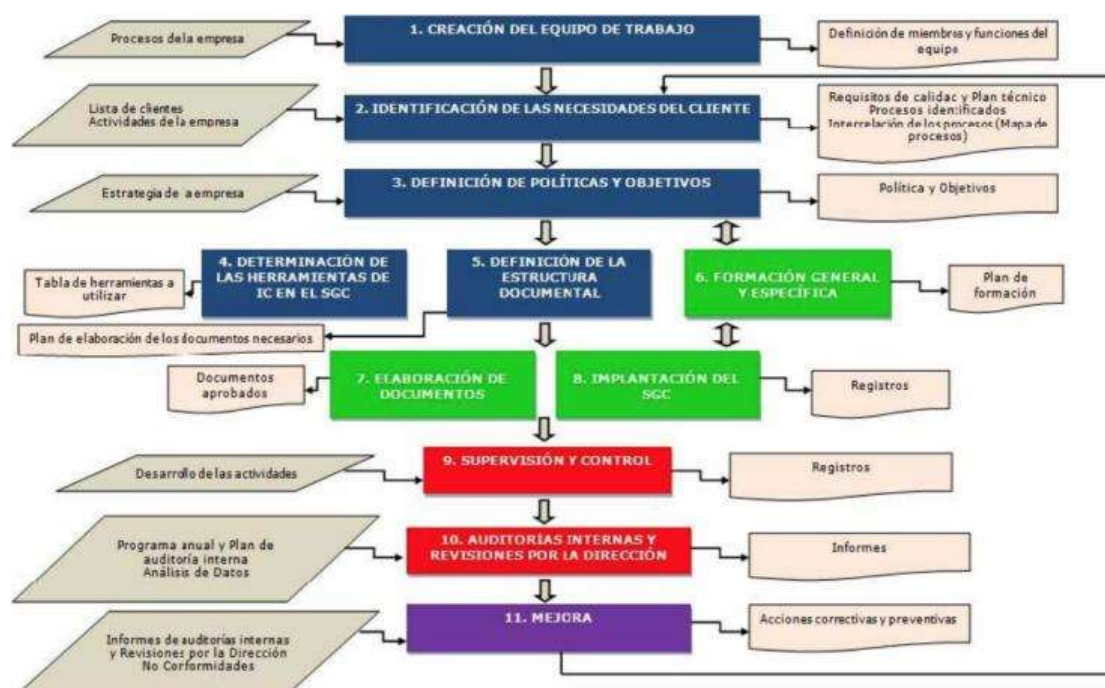 Procesos dela empresa
1. CREACIÓN DEL EQUIPO DE TRABAJO
Definición de miembros y funciones del
equipo
Lista de clientes
Actividades de la empresa
2. IDENTIFICACIÓN DE LAS NECESIDADES DEL CLIENTE
Requisitos de calidac y Plan técnico
Procesos identificados
Interrelación de los procesos (Mapa de
procesos)
Estrategia de a empresa
3. DEFINICIÓN DE POLÍTICAS Y OBJETIVOS
Política y Objetivos
4. DETERMINACIÓN DE
LAS HERRAMIENTAS DE
IC EN EL SGC
5. DEFINICIÓN DE LA
ESTRUCTURA
DOCUMENTAL
6. FORMACIÓN GENERAL
Y ESPECÍFICA
Plan de
formación
Tabla de herramientas a
utilizar
Plan de elaboración de los documentos necesarios
Documentos
aprobados
7. ELABORACIÓN DE
DOCUMENTOS
8. IMPLANTACIÓN DEL
SGC
Registros
Desarrollo de las actividades
9. SUPERVISIÓN Y CONTROL
Registros
Programa anual y Plan de
auditoría interna
Análisis de Datos
10. AUDITORÍAS INTERNAS Y
REVISIONES POR LA DIRECCIÓN
Informes
Informes de auditorías internas
y Revisiones por la Dirección
No Conformidades
11. MEJORA
Acciones correctivas y preventivas